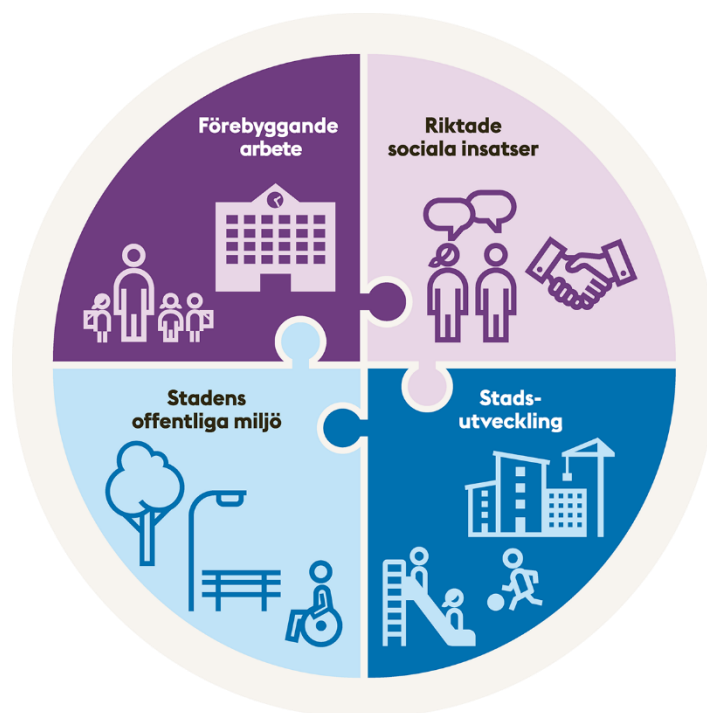 Förebyggande
arbete
Riktade
sociala insatser
Stadens
offentliga miljö
Stads-
utveckling